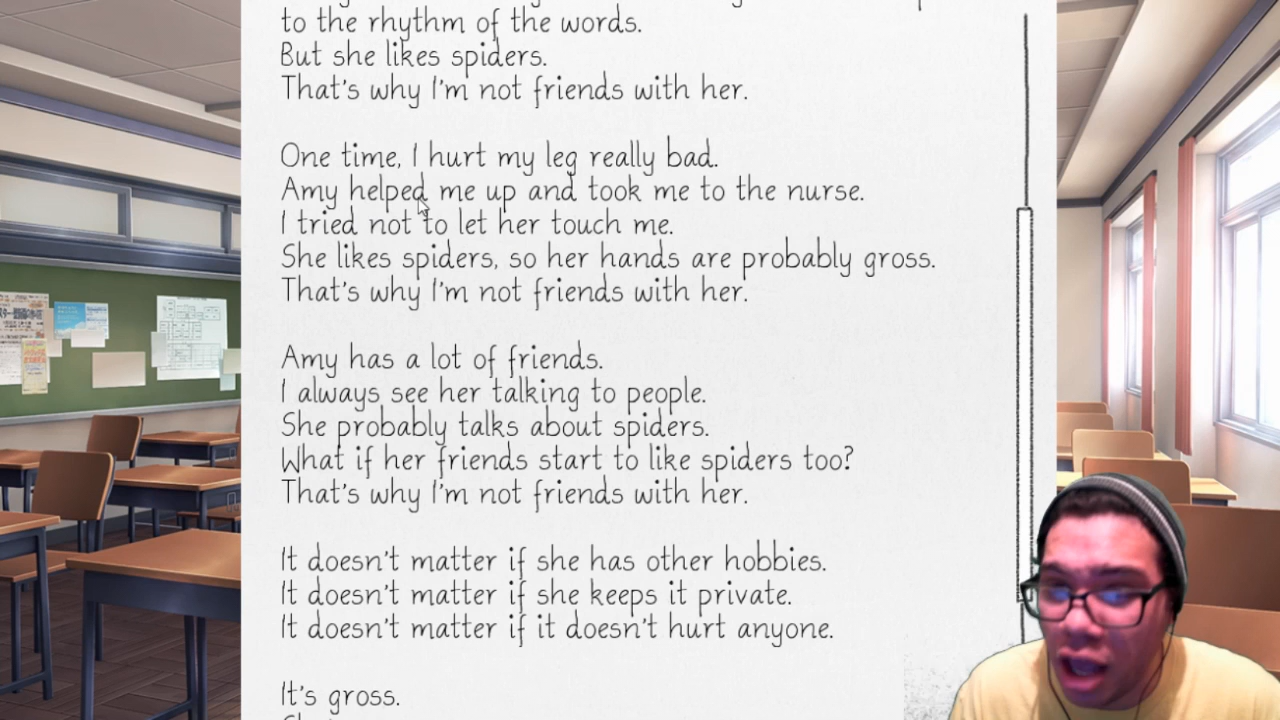 to the rhythm of the words.
But she likes spiders.
That's why I'm not friends with her.
One time, I hurt my leg really bad.
Amy helped me up and took me to the nurse.
I tried not to let her touch me.
She likes spiders, so her hands are probably gross.
That's why I'm not friends with her.
Amy has a lot of friends.
I always see her talking to people.
She probably talks about spiders.
What if her friends start to like spiders too?
That's why I'm not friends with her.
It doesn't matter if she has other hobbies.
It doesn't matter if she keeps it private.
It doesn't matter if it doesn't hurt anyone.
It's gross.